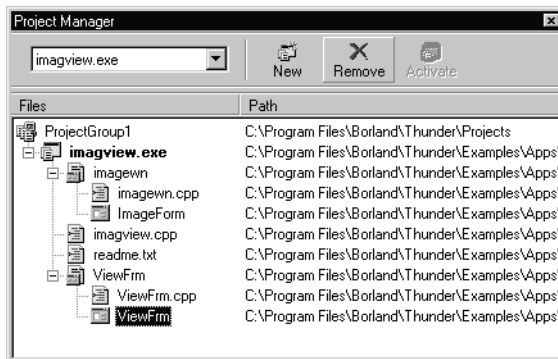 Project Manager
imagview.exe
New Remove Activate
Files Path
ProjectGroup1 C:\Program Files\Borland\Thunder\Projects
imagview.exe C:\Program Files\Borland\Thunder\Examples\Apps\
imagewn C:\Program Files\Borland\Thunder\Examples\Apps\
imagewn.cpp C:\Program Files\Borland\Thunder\Examples\Apps\
ImageForm C:\Program Files\Borland\Thunder\Examples\Apps\
imagview.cpp C:\Program Files\Borland\Thunder\Examples\Apps\
readme.txt C:\Program Files\Borland\Thunder\Examples\Apps\
ViewFrm C:\Program Files\Borland\Thunder\Examples\Apps\
ViewFrm.cpp C:\Program Files\Borland\Thunder\Examples\Apps\
ViewFrm C:\Program Files\Borland\Thunder\Examples\Apps\